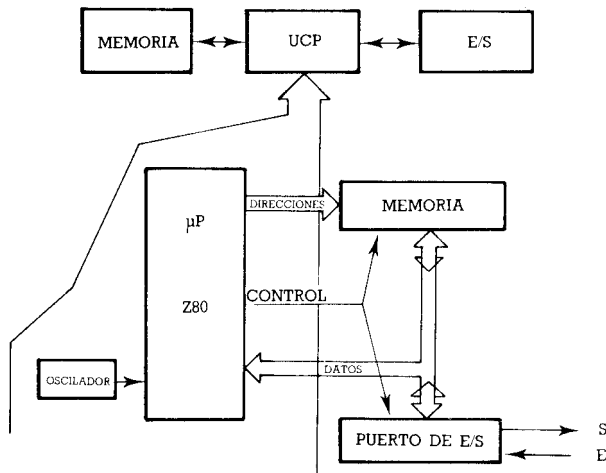 MEMORIA
UCP
E/S
DIRECCIONES
MEMORIA
µP
Z80
CONTROL
OSCILADOR
DATOS
PUERTO DE E/S
S
E